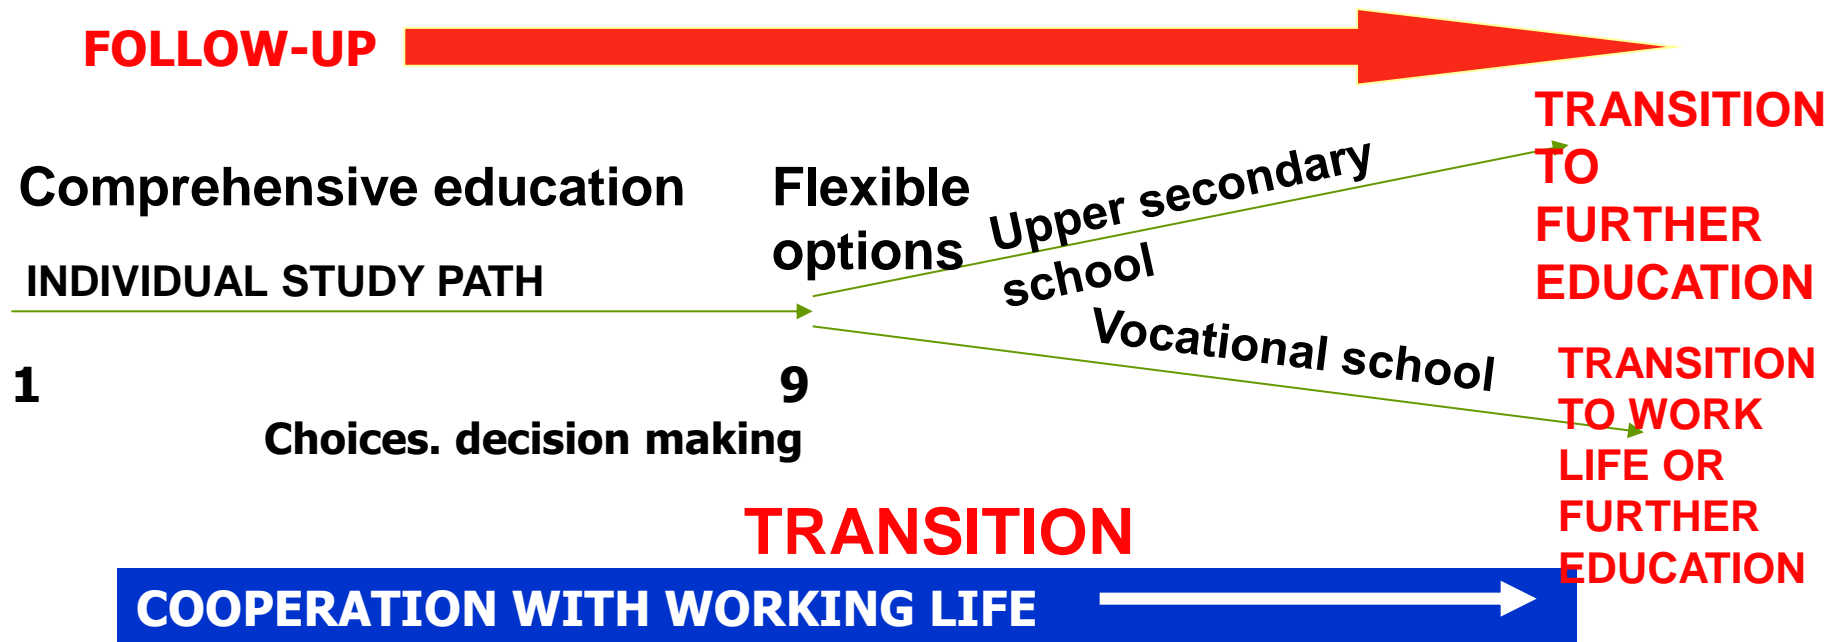 FOLLOW-UP
TRANSITION
TO
FURTHER
EDUCATION
Comprehensive education
Flexible
options
Upper secondary
school
INDIVIDUAL STUDY PATH
Vocational school
1
9
Choices. decision making
TRANSITION
TO WORK
LIFE OR
FURTHER
EDUCATION
TRANSITION
COOPERATION WITH WORKING LIFE